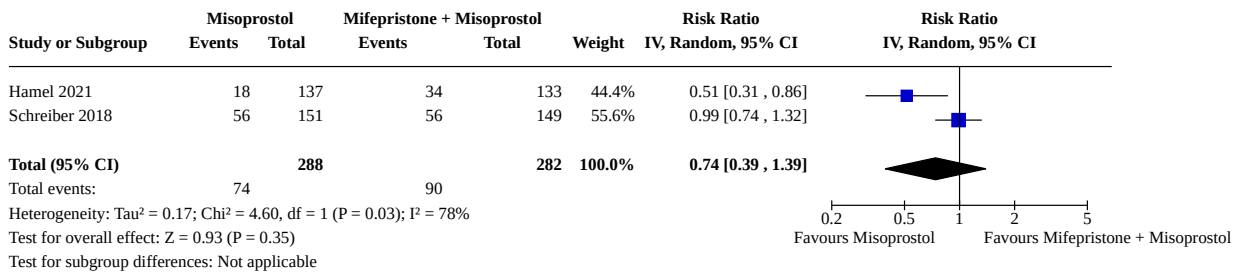 Misoprostol Mifepristone + Misoprostol Risk Ratio Risk Ratio
Study or Subgroup Events Total Events Total Weight IV, Random, 95% CI IV, Random, 95% CI
Hamel 2021 18 137 34 133 44.4% 0.51 [0.31 , 0.86]
Schreiber 2018 56 151 56 149 55.6% 0.99 [0.74 , 1.32]
Total (95% CI) 288 282 100.0% 0.74 [0.39 , 1.39]
Total events: 74 90
Heterogeneity: Tau² = 0.17; Chi² = 4.60, df = 1 (P = 0.03); I² = 78%
0.2 0.5 1 2 5
Test for overall effect: Z = 0.93 (P = 0.35)
Favours Misoprostol Favours Mifepristone + Misoprostol
Test for subgroup differences: Not applicable